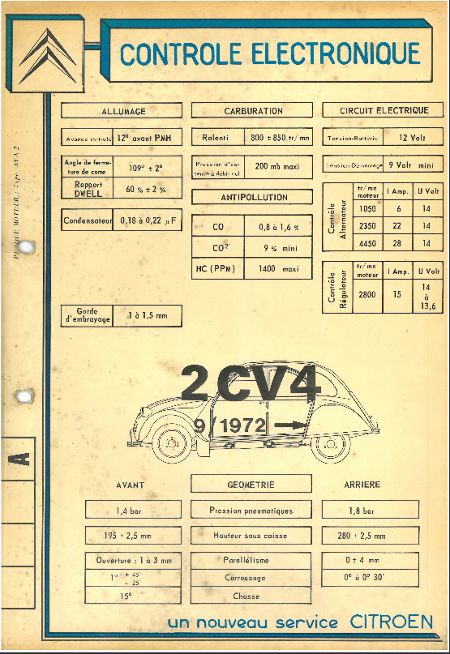 CONTROLE ELECTRONIQUE
ALLUMAGE
Avance initiale 12° avant PMH
Angle de ferme-
ture de came 109° ± 2°
Rapport
DWELL 60 % ± 2 %
Condensateur 0,18 à 0,22 µF
Garde
d'embrayage 1 à 1,5 mm
CARBURATION
Ralenti 800 ± 850 tr/mn
200 mb maxi
ANTIPOLLUTION
CO 0,8 à 1,6 %
CO² 9 % mini
HC (PPM) 1400 maxi
CIRCUIT ELECTRIQUE
Tension-Batterie 12 Volt
Tension-Démarrage 9 Volt mini
Contrôle
Alternateur
tr/mn
moteur I Amp. U Volt
1050 6 14
2350 22 14
4450 28 14
Contrôle
Régulateur
tr/mn
moteur I Amp. U Volt
2800 15 14
à
13,6
2CV4
9/1972
A
AVANT GEOMETRIE ARRIERE
1,4 bar Pression pneumatiques 1,8 bar
195 + 2,5 mm Hauteur sous caisse 280 + 2,5 mm
Ouverture : 1 à 3 mm Parallélisme 0 ± 4 mm
1° + 45' - 25' Carrossage 0° à 0° 30'
15° Chasse
un nouveau service CITROEN